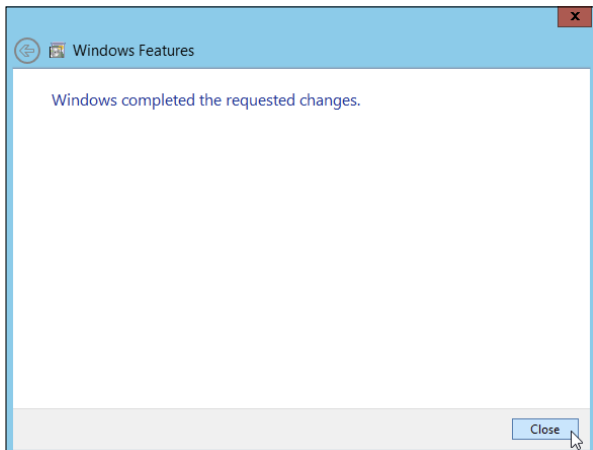 x
Windows Features
Windows completed the requested changes.
Close